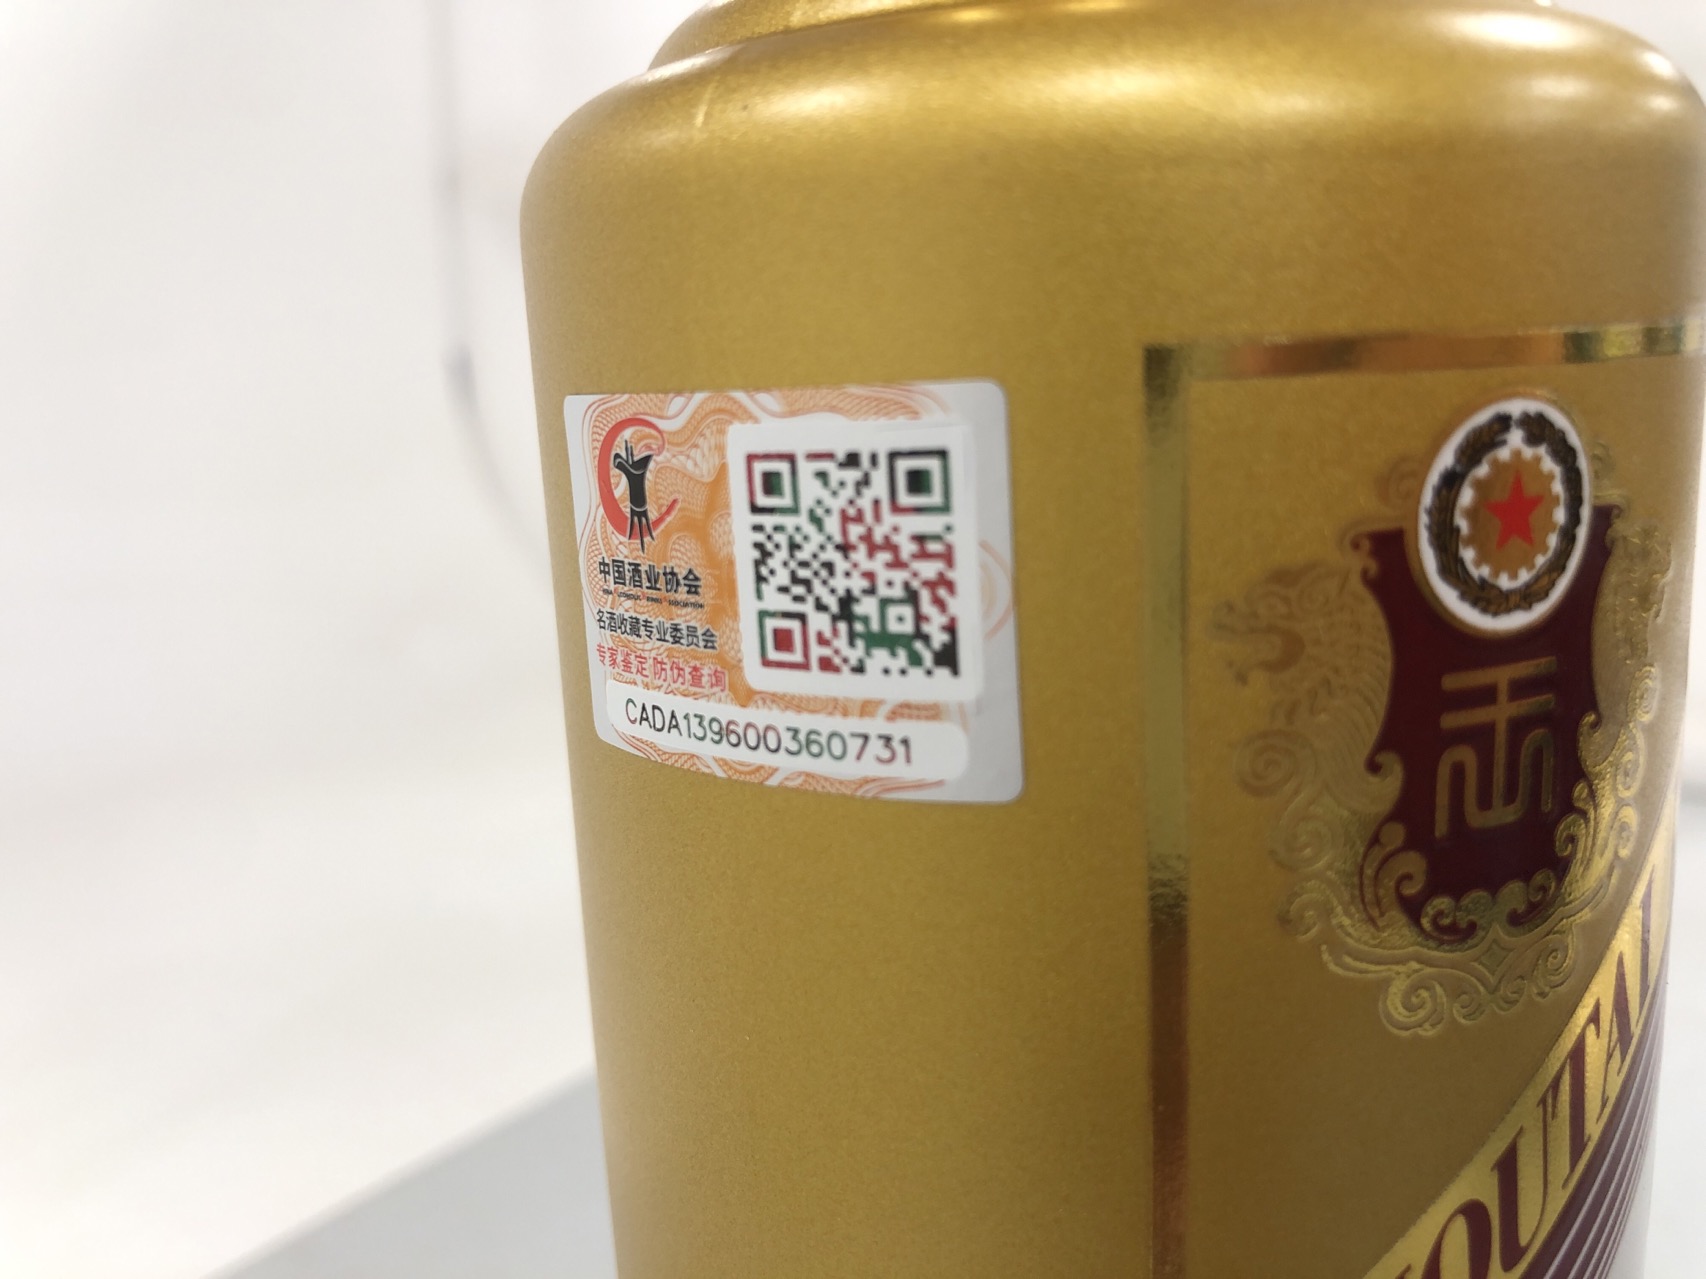 中国酒业协会
名酒收藏专业委员会
专家鉴定 防伪查询
CADA139600360731
OUTAI